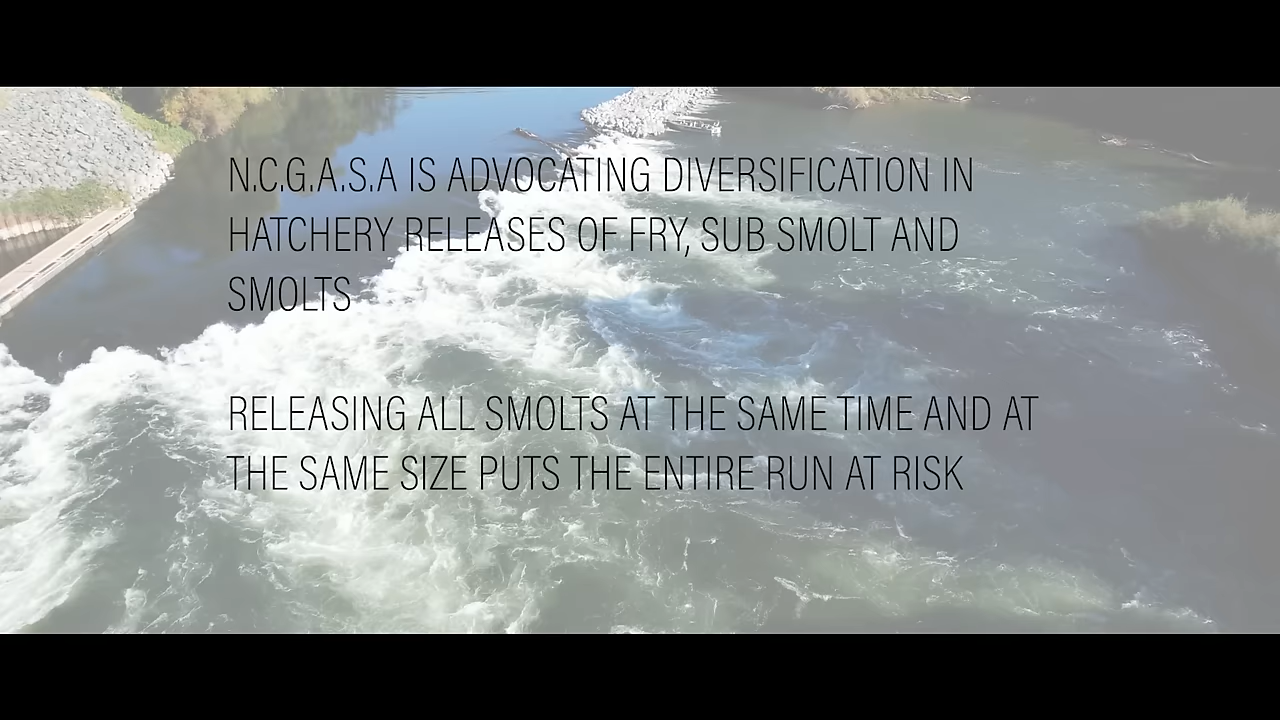 N.C.G.A.S.A IS ADVOCATING DIVERSIFICATION IN
HATCHERY RELEASES OF FRY, SUB SMOLT AND
SMOLTS
RELEASING ALL SMOLTS AT THE SAME TIME AND AT
THE SAME SIZE PUTS THE ENTIRE RUN AT RISK